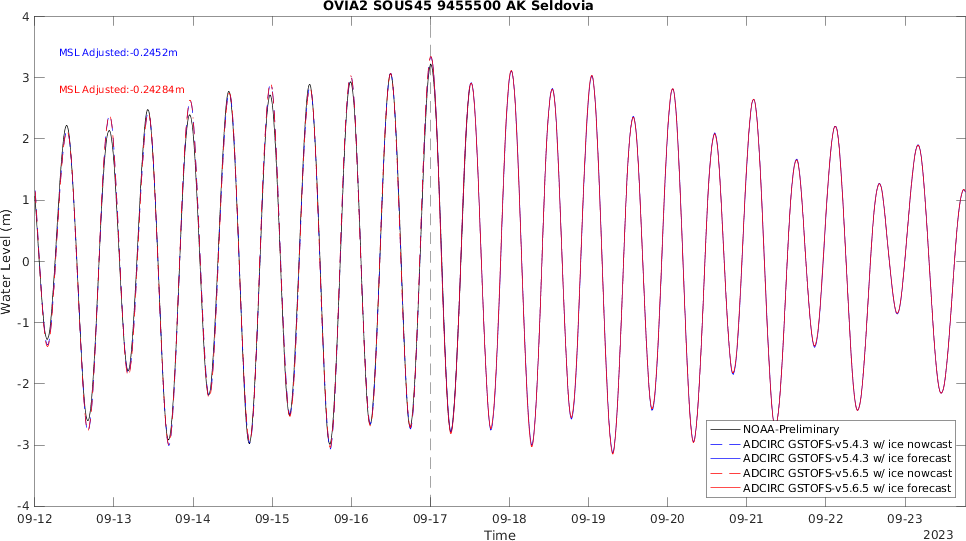 OVIA2 SOUS45 9455500 AK Seldovia
MSL Adjusted:-0.2452m
MSL Adjusted:-0.24284m
Water Level (m)
4
3
2
1
0
-1
-2
-3
-4
NOAA-Preliminary
ADCIRC GSTOFS-v5.4.3 w/ ice nowcast
ADCIRC GSTOFS-v5.4.3 w/ ice forecast
ADCIRC GSTOFS-v5.6.5 w/ ice nowcast
ADCIRC GSTOFS-v5.6.5 w/ ice forecast
09-12 09-13 09-14 09-15 09-16 09-17 09-18 09-19 09-20 09-21 09-22 09-23
Time
2023